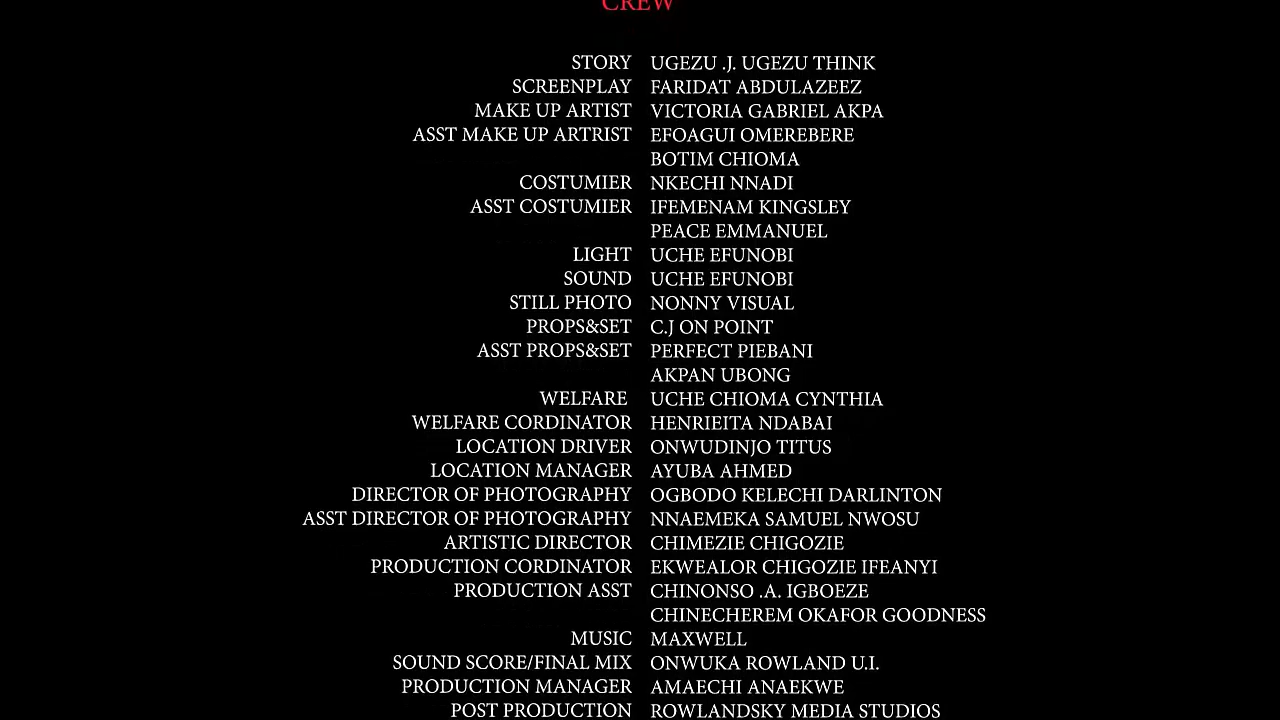 CREW
STORY UGEZU .J. UGEZU THINK
SCREENPLAY FARIDAT ABDULAZEEZ
MAKE UP ARTIST VICTORIA GABRIEL AKPA
ASST MAKE UP ARTRIST EFOAGUI OMEREBERE
BOTIM CHIOMA
COSTUMIER NKECHI NNADI
ASST COSTUMIER IFEMENAM KINGSLEY
PEACE EMMANUEL
LIGHT UCHE EFUNOBI
SOUND UCHE EFUNOBI
STILL PHOTO NONNY VISUAL
PROPS&SET C.J ON POINT
ASST PROPS&SET PERFECT PIEBANI
AKPAN UBONG
WELFARE UCHE CHIOMA CYNTHIA
WELFARE CORDINATOR HENRIEITA NDABAI
LOCATION DRIVER ONWUDINJO TITUS
LOCATION MANAGER AYUBA AHMED
DIRECTOR OF PHOTOGRAPHY OGBODO KELECHI DARLINTON
ASST DIRECTOR OF PHOTOGRAPHY NNAEMEKA SAMUEL NWOSU
ARTISTIC DIRECTOR CHIMEZIE CHIGOZIE
PRODUCTION CORDINATOR EKWEALOR CHIGOZIE IFEANYI
PRODUCTION ASST CHINONSO .A. IGBOEZE
CHINECHEREM OKAFOR GOODNESS
MUSIC MAXWELL
SOUND SCORE/FINAL MIX ONWUKA ROWLAND U.I.
PRODUCTION MANAGER AMAECHI ANAEKWE
POST PRODUCTION ROWLANDSKY MEDIA STUDIOS